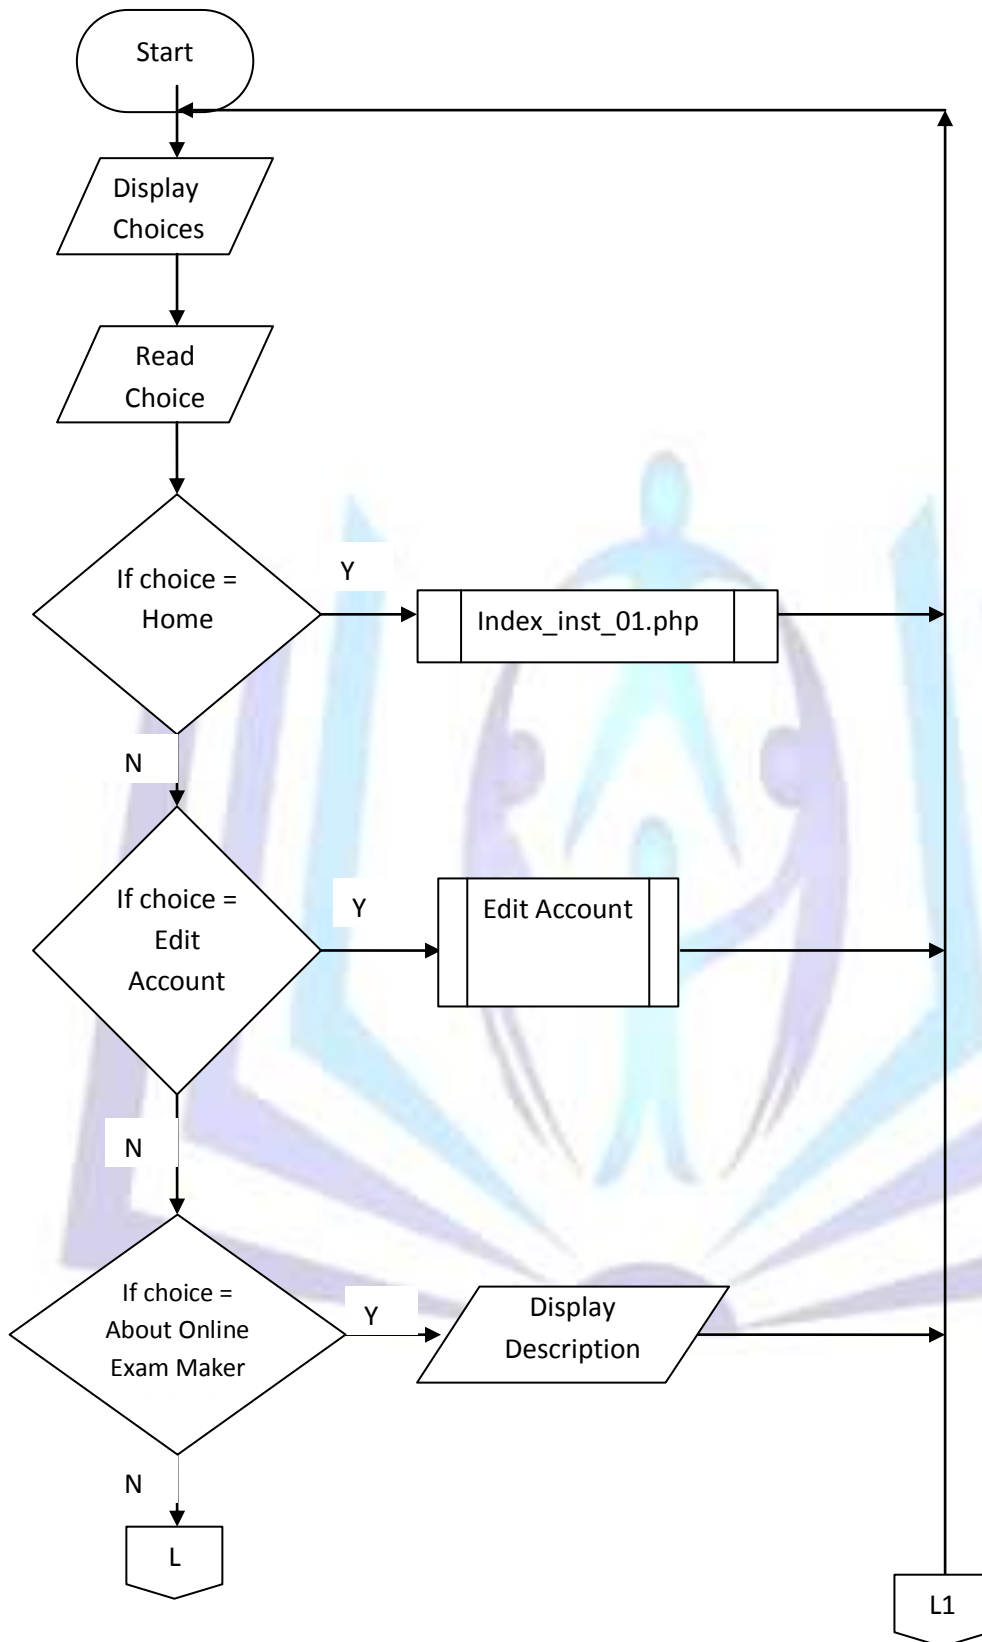 Start
Display
Choices
Read
Choice
If choice =
Home
Y
Index_inst_01.php
N
If choice =
Edit
Account
Y
Edit Account
N
If choice =
About Online
Exam Maker
Y
Display
Description
N
L
L1